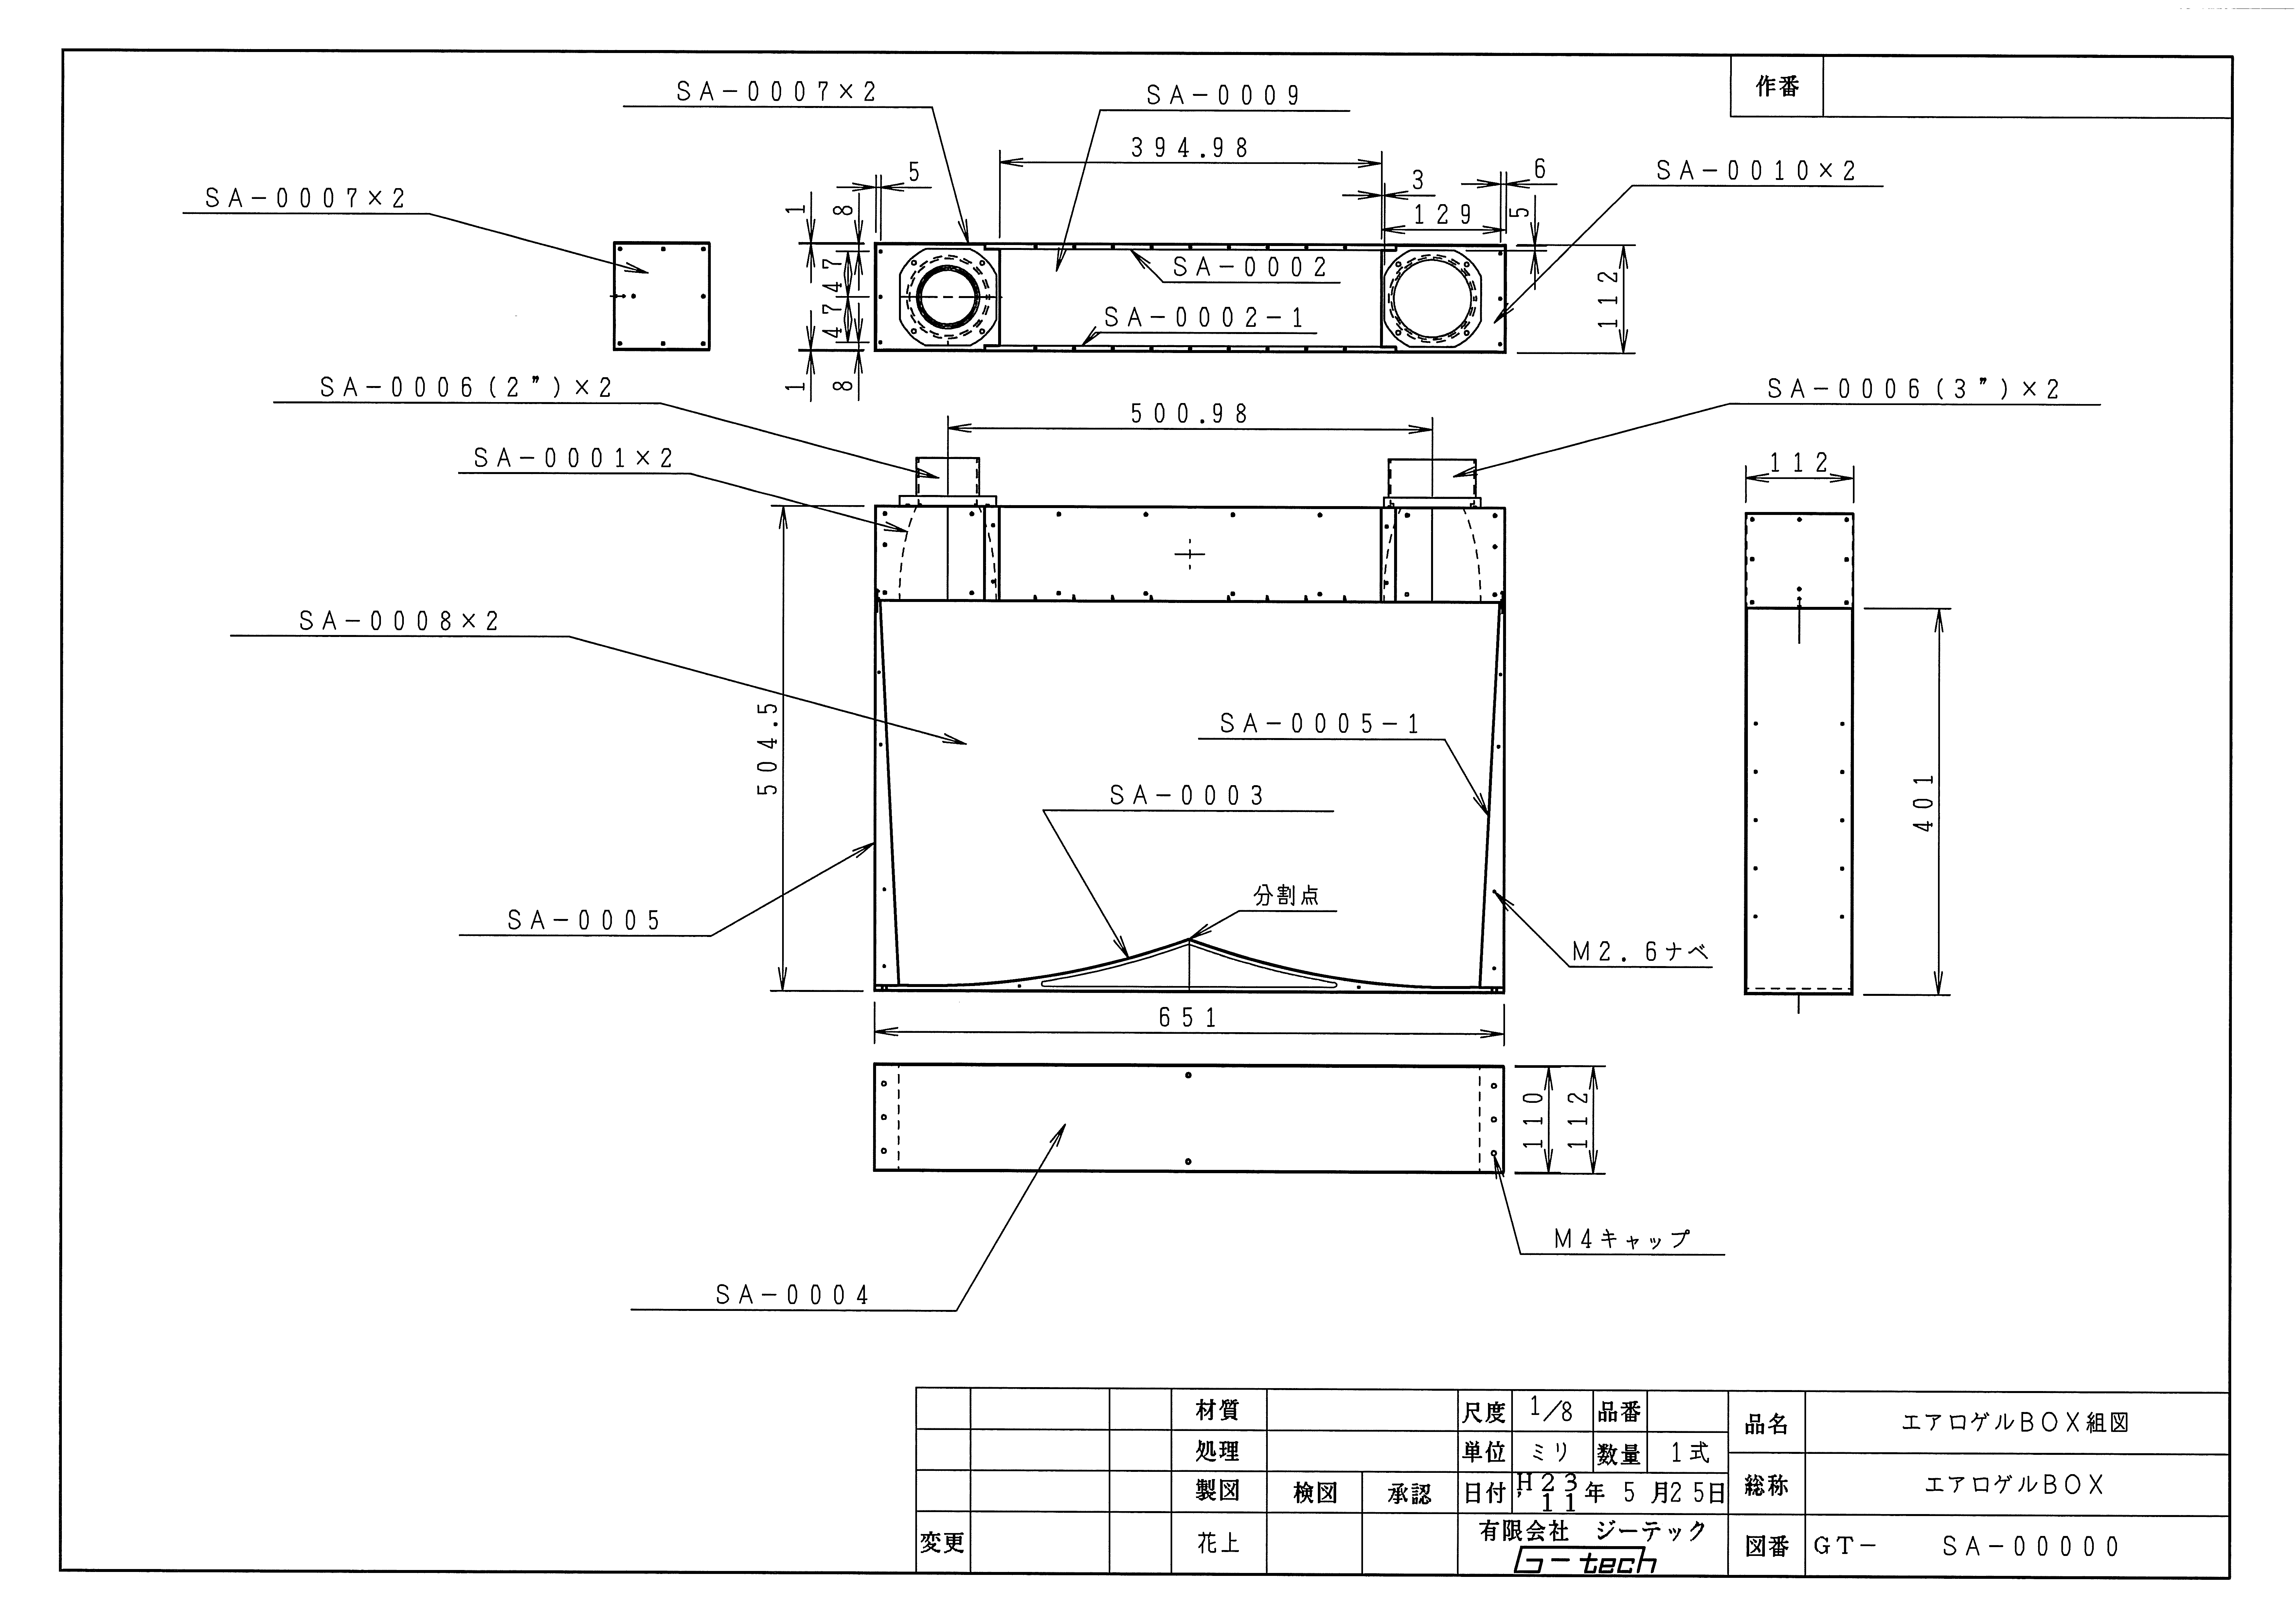 作番
SA-0007×2
SA-0009
394.98
5
3
6
SA-0010×2
SA-0007×2
129
5
1
8
47
47
1
8
SA-0002
SA-0002-1
112
SA-0006(2")×2
500.98
SA-0006(3")×2
SA-0001×2
112
SA-0008×2
504.5
SA-0005-1
SA-0003
401
分割点
SA-0005
M2.6ナベ
651
110
112
M4キャップ
SA-0004
材質
尺度
1/8
品番
品名
エアロゲルBOX組図
処理
単位
ミリ
数量
1式
製図
検図
承認
日付
H23
'11
年 5 月25日
総称
エアロゲルBOX
変更
花上
有限会社 ジーテック
G-tech
図番
GT- SA-00000